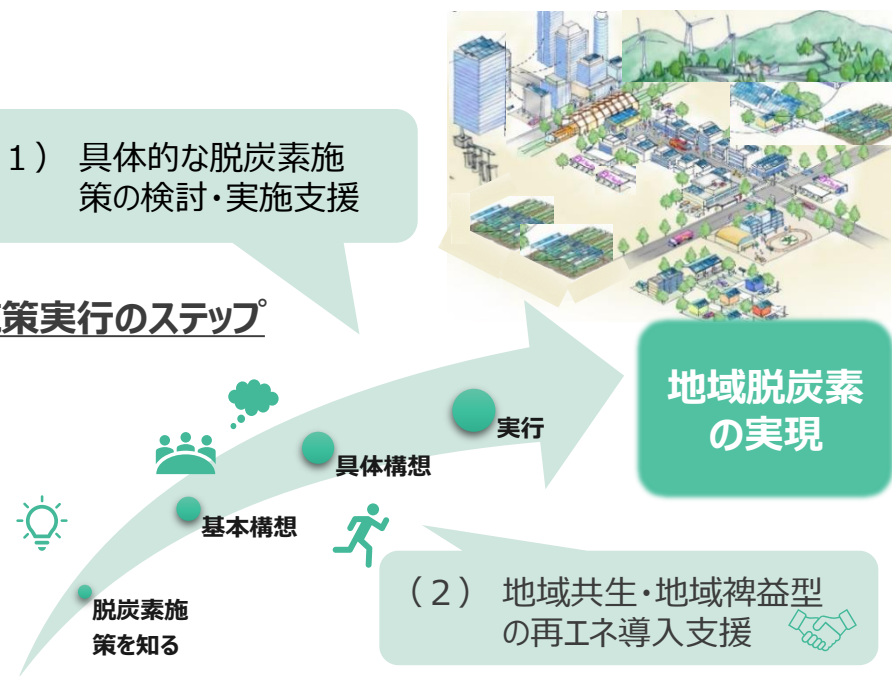 １） 具体的な脱炭素施
策の検討・実施支援
策実行のステップ
地域脱炭素
の実現
実行
具体構想
基本構想
脱炭素施
策を知る
（２） 地域共生・地域裨益型
の再エネ導入支援